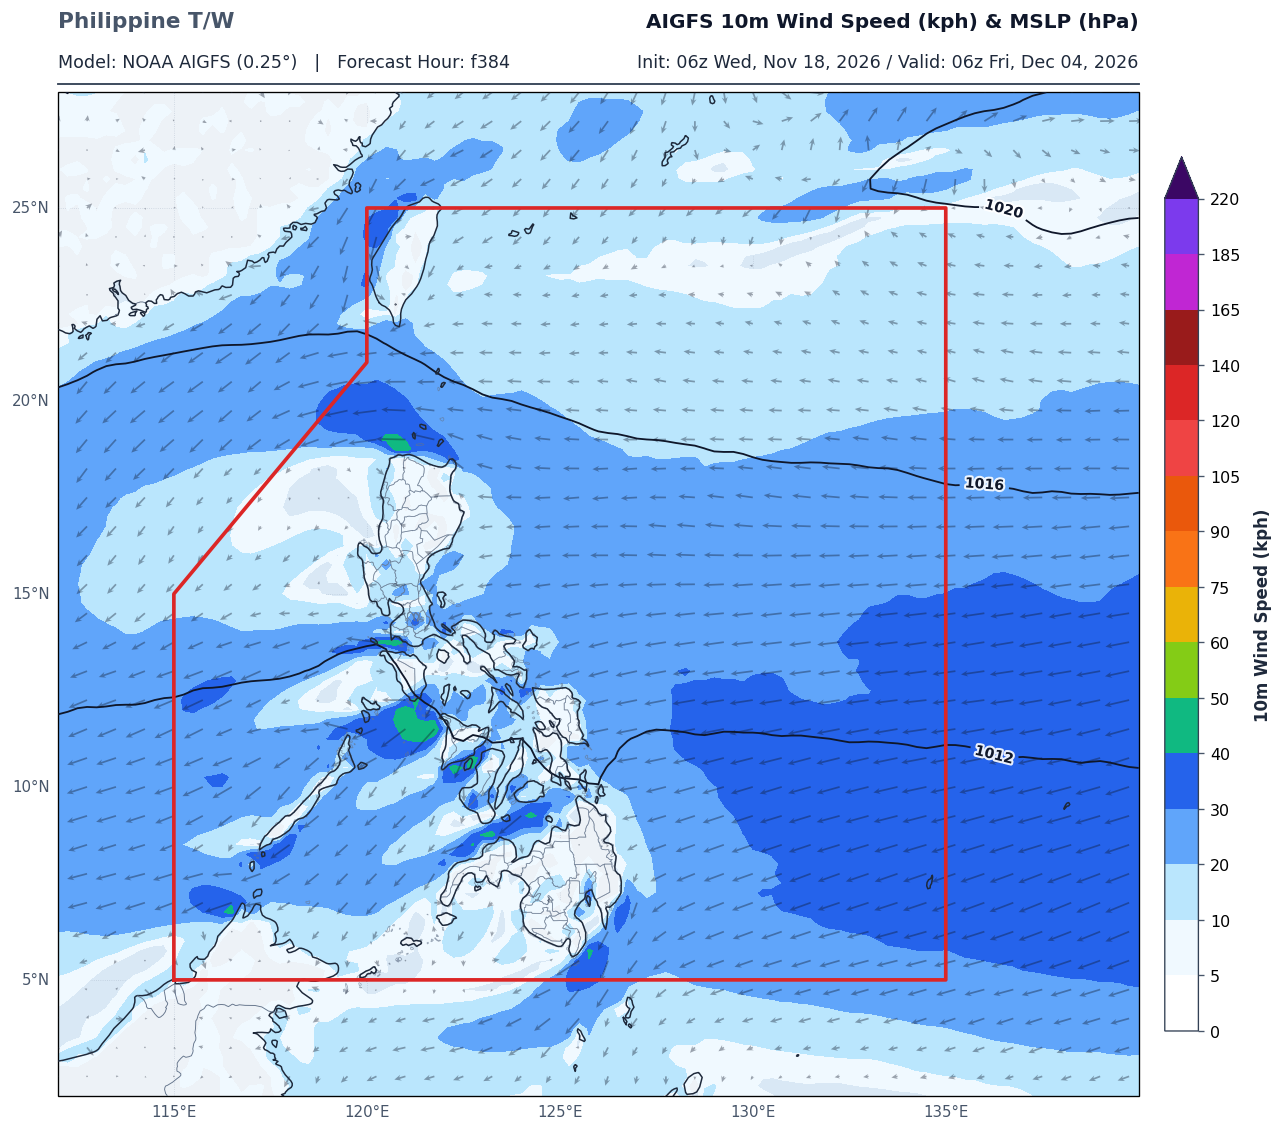 Philippine T/W
AIGFS 10m Wind Speed (kph) & MSLP (hPa)
Model: NOAA AIGFS (0.25°)   |   Forecast Hour: f384
Init: 06z Wed, Nov 18, 2026 / Valid: 06z Fri, Dec 04, 2026
25°N
20°N
15°N
10°N
5°N
115°E
120°E
125°E
130°E
135°E
1020
1016
1012
220
185
165
140
120
105
90
75
60
50
40
30
20
10
5
0
10m Wind Speed (kph)